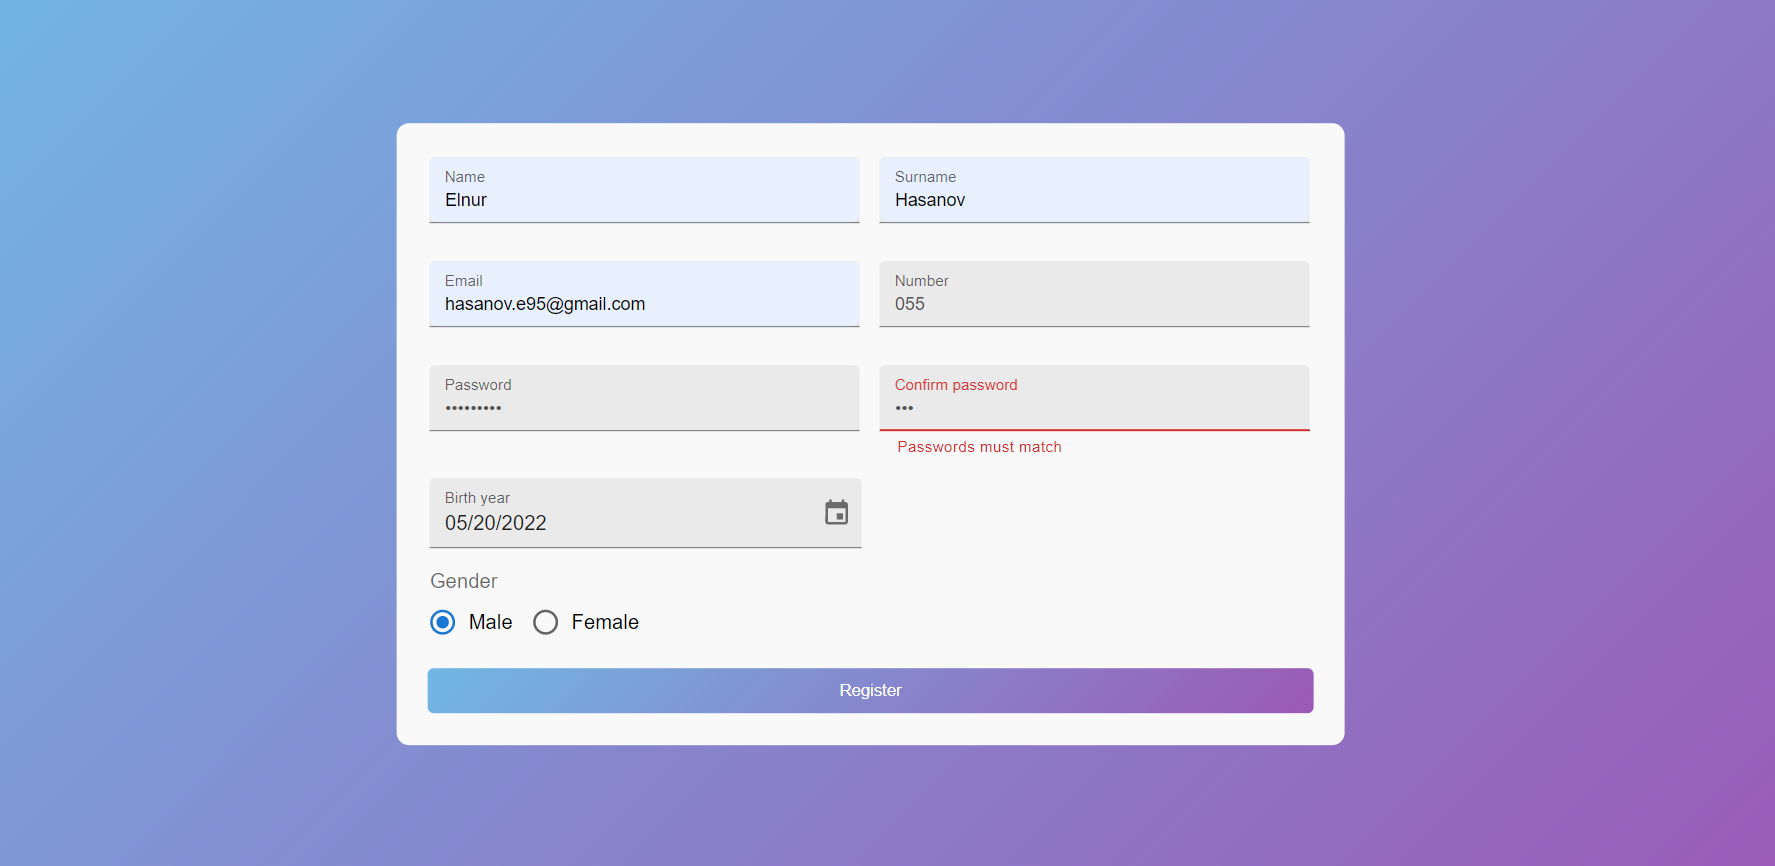 Name
Elnur
Surname
Hasanov
Email
hasanov.e95@gmail.com
Number
055
Password
•••••••••
Confirm password
•••
Passwords must match
Birth year
05/20/2022
Gender
Male Female
Register